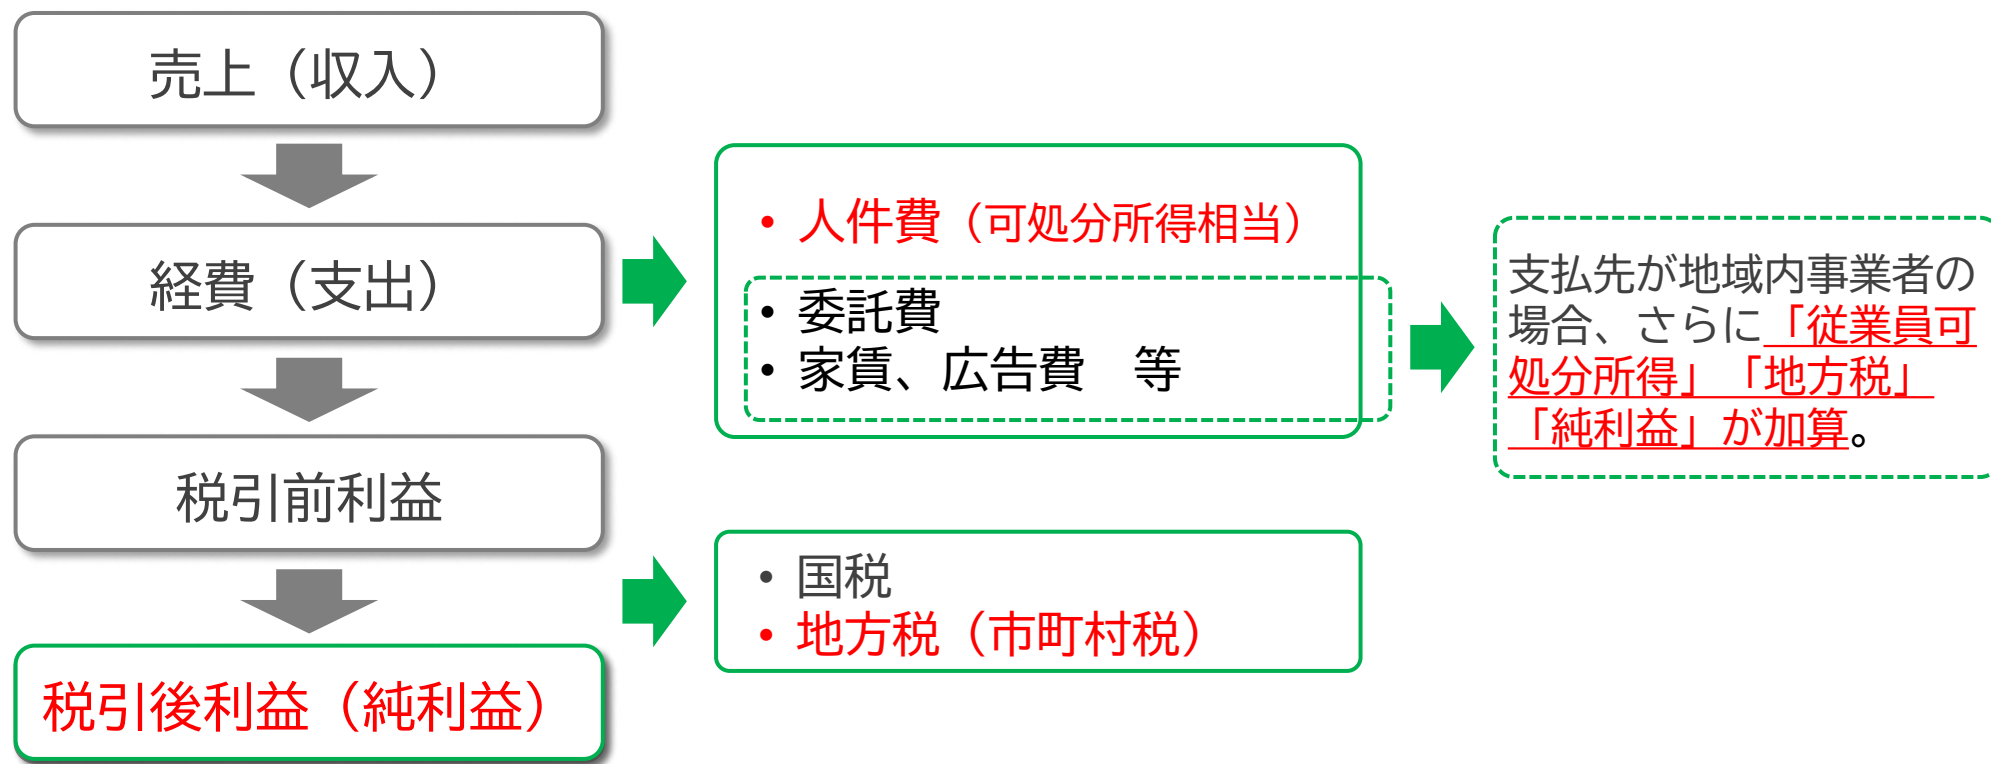 売上（収入）
経費（支出）
税引前利益
税引後利益（純利益）
• 人件費（可処分所得相当）
• 委託費
• 家賃、広告費　等
支払先が地域内事業者の
場合、さらに「従業員可
処分所得」「地方税」
「純利益」が加算。
• 国税
• 地方税（市町村税）